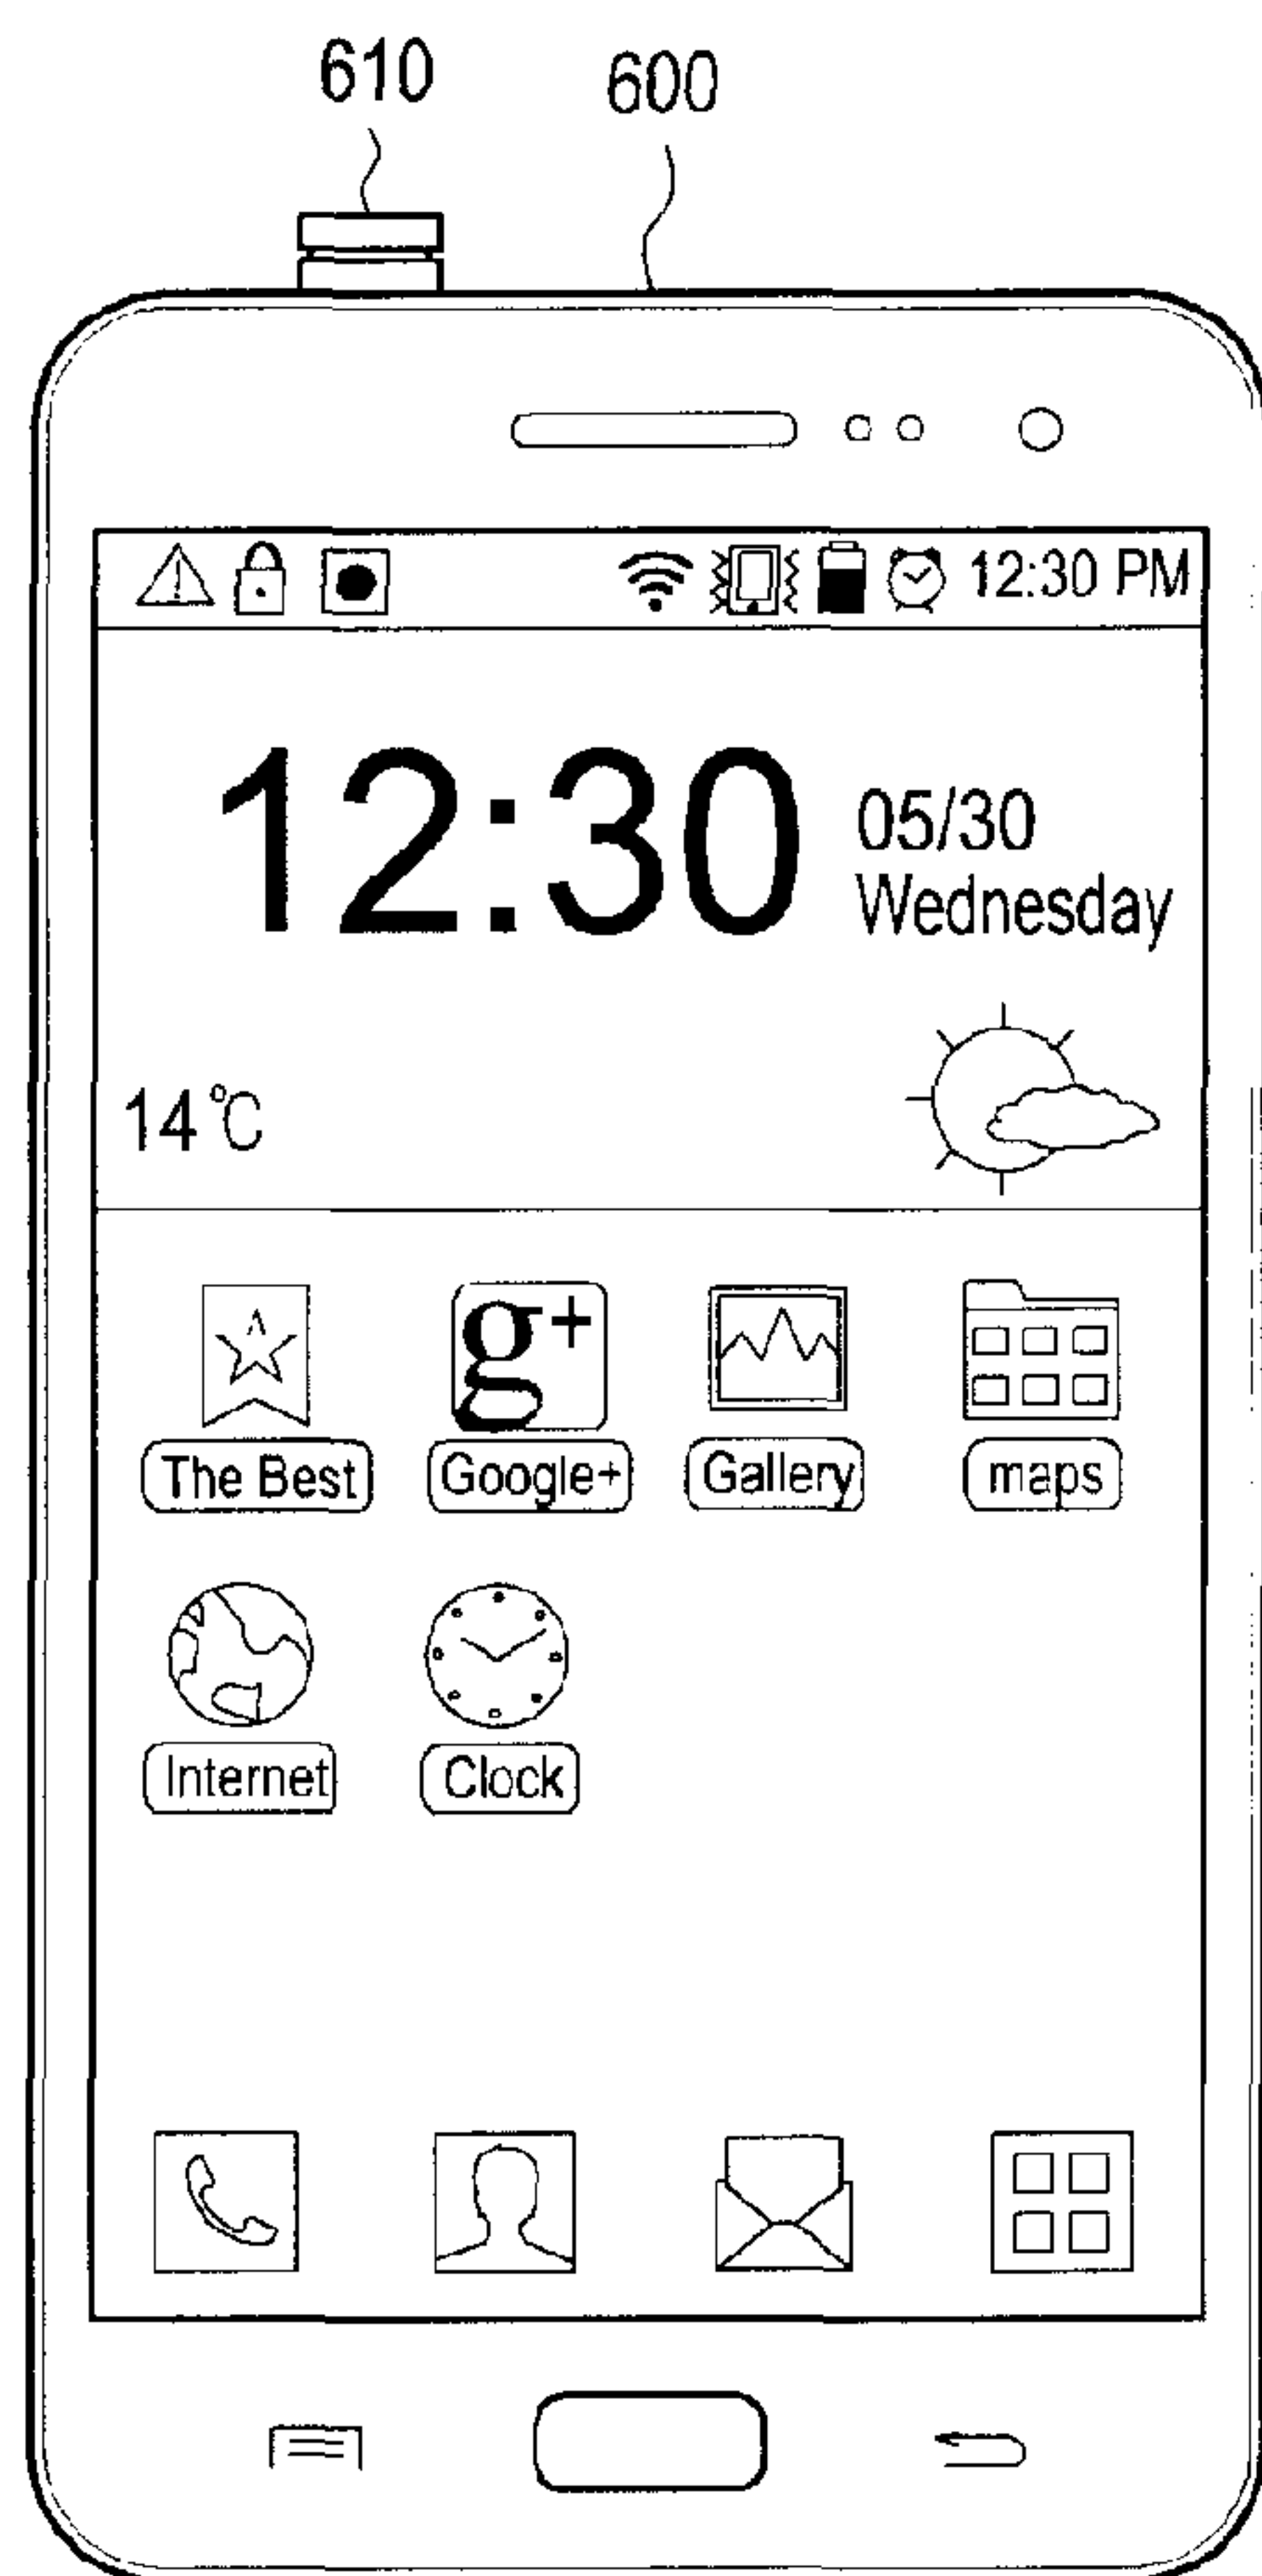 610 600
12:30 PM
12:30
05/30
Wednesday
14°C
g+
The Best Google+ Gallery maps
Internet Clock